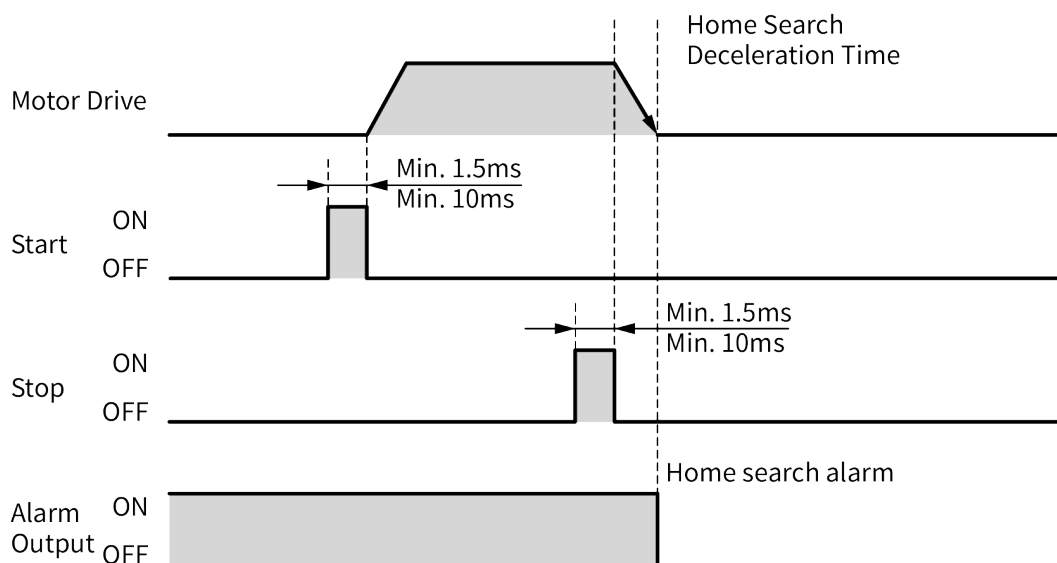 Home Search
Deceleration Time
Motor Drive
Min. 1.5ms
Min. 10ms
ON
Start
OFF
Min. 1.5ms
Min. 10ms
ON
Stop
OFF
Home search alarm
ON
Alarm
Output
OFF